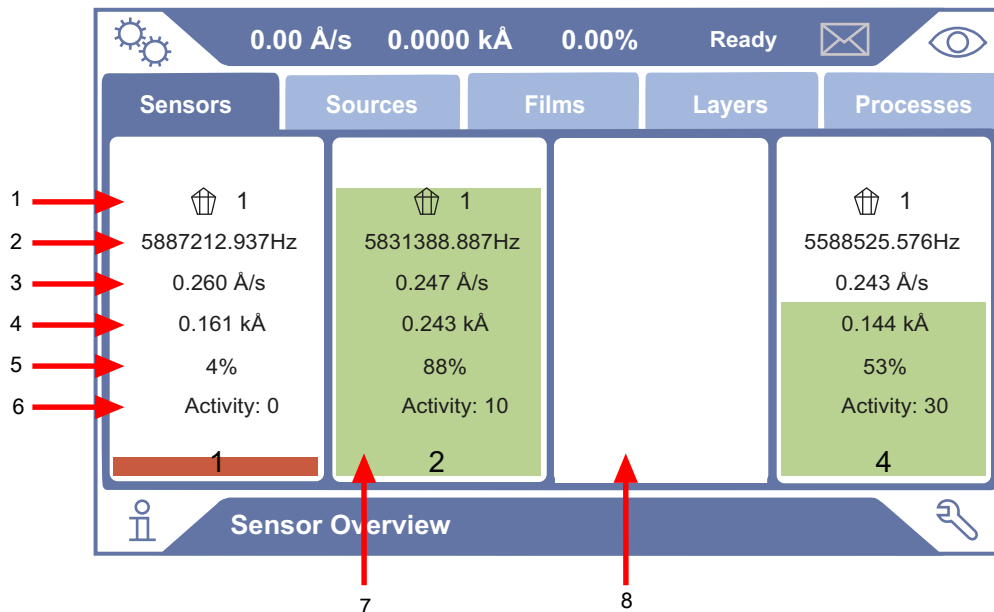 0.00 Å/s 0.0000 kÅ 0.00% Ready
Sensors Sources Films Layers Processes
1 1 1 1
2 5887212.937Hz 5831388.887Hz 5588525.576Hz
3 0.260 Å/s 0.247 Å/s 0.243 Å/s
4 0.161 kÅ 0.243 kÅ 0.144 kÅ
5 4% 88% 53%
6 Activity: 0 Activity: 10 Activity: 30
1 2 4
Sensor Overview
7 8